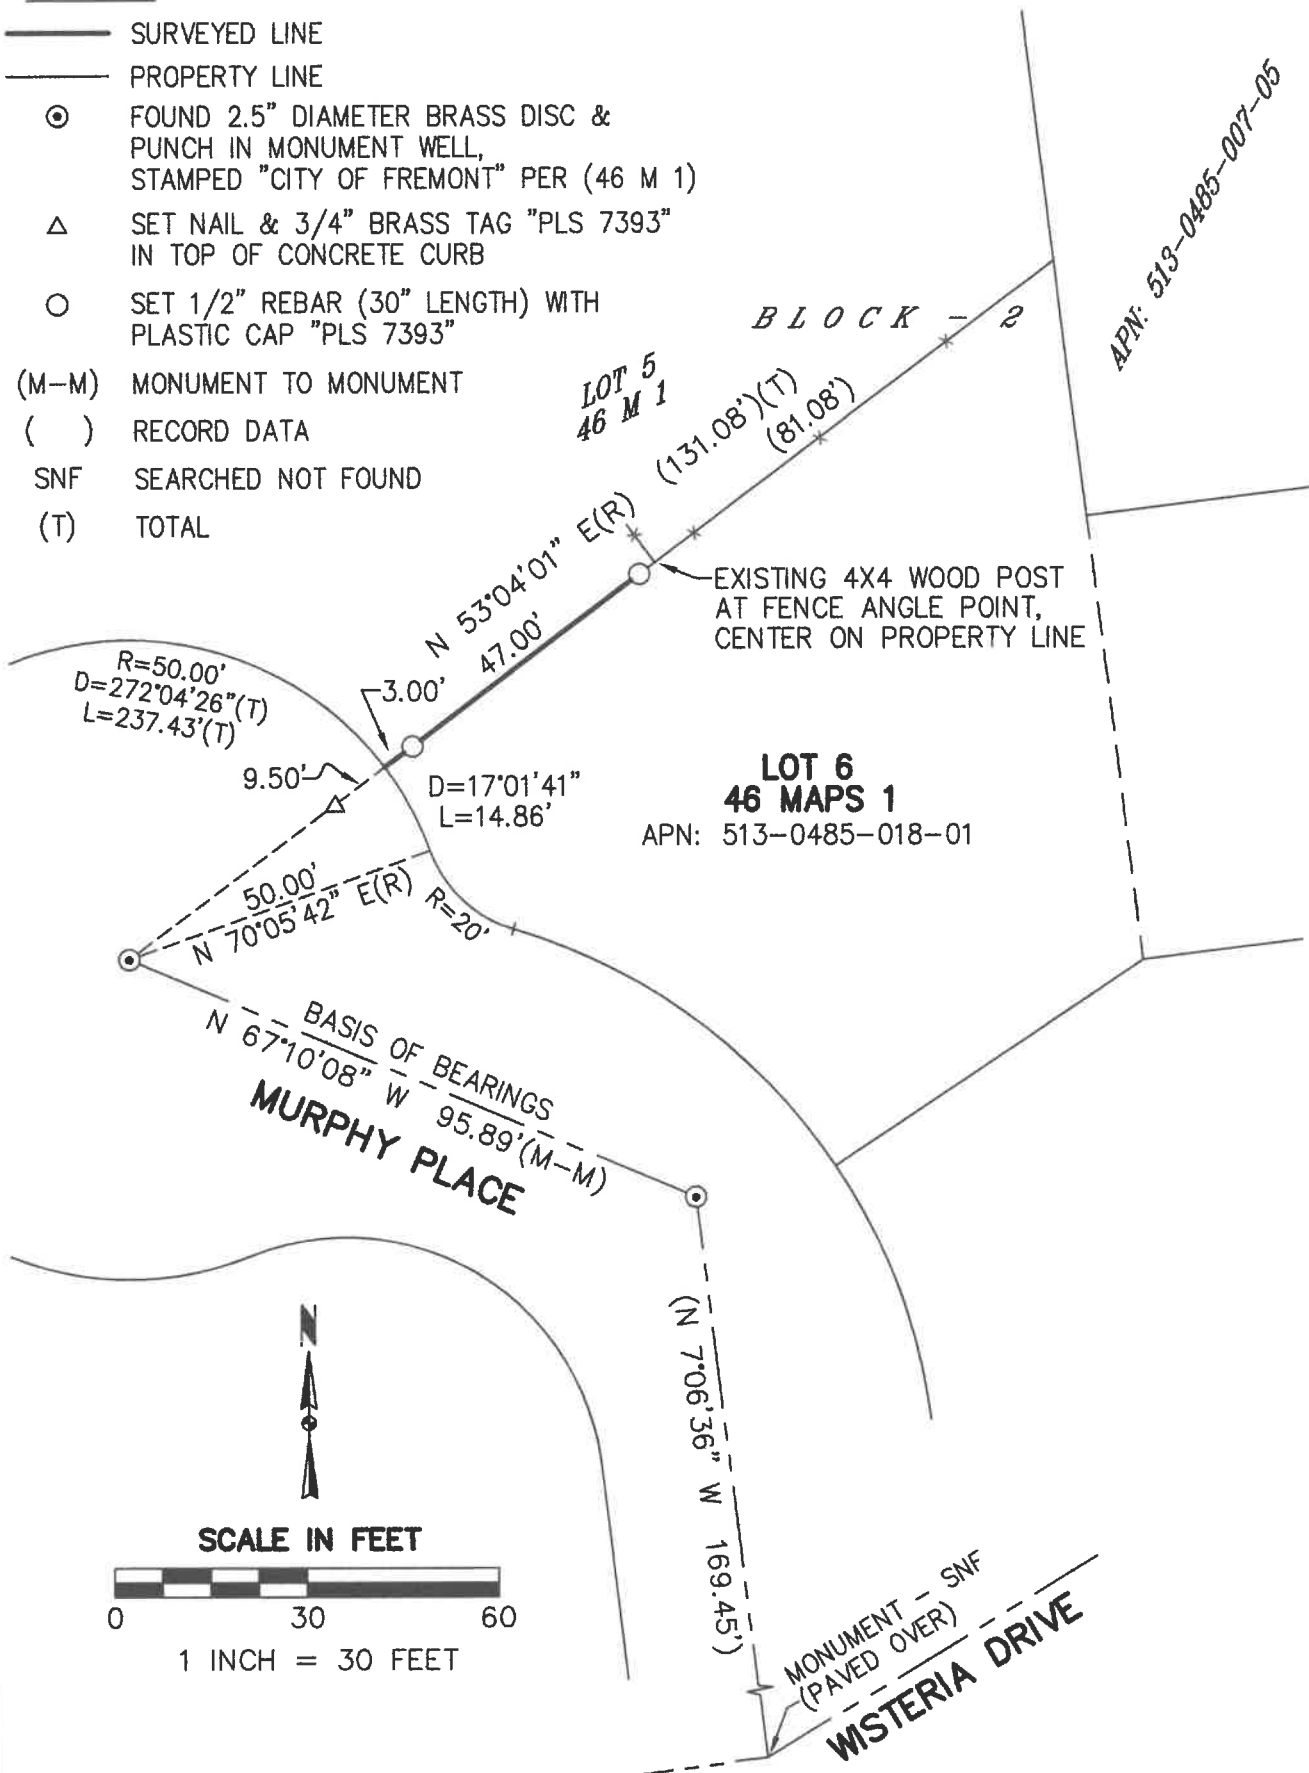 SURVEYED LINE
PROPERTY LINE
FOUND 2.5" DIAMETER BRASS DISC &
PUNCH IN MONUMENT WELL,
STAMPED "CITY OF FREMONT" PER (46 M 1)
SET NAIL & 3/4" BRASS TAG "PLS 7393"
IN TOP OF CONCRETE CURB
SET 1/2" REBAR (30" LENGTH) WITH
PLASTIC CAP "PLS 7393"
(M-M) MONUMENT TO MONUMENT
( ) RECORD DATA
SNF SEARCHED NOT FOUND
(T) TOTAL
APN: 513-0485-007-05
BLOCK - 2
LOT 5
46 M 1
(131.08')(T)
(81.08')
N 53°04'01" E(R)
47.00'
EXISTING 4X4 WOOD POST
AT FENCE ANGLE POINT,
CENTER ON PROPERTY LINE
R=50.00'
D=272°04'26"(T)
L=237.43'(T)
3.00'
9.50'
D=17°01'41"
L=14.86'
LOT 6
46 MAPS 1
APN: 513-0485-018-01
50.00'
N 70°05'42" E(R)
R=20'
BASIS OF BEARINGS
N 67°10'08" W 95.89'(M-M)
MURPHY PLACE
(N 7°06'36" W 169.45')
N
SCALE IN FEET
0 30 60
1 INCH = 30 FEET
MONUMENT - SNF
(PAVED OVER)
WISTERIA DRIVE